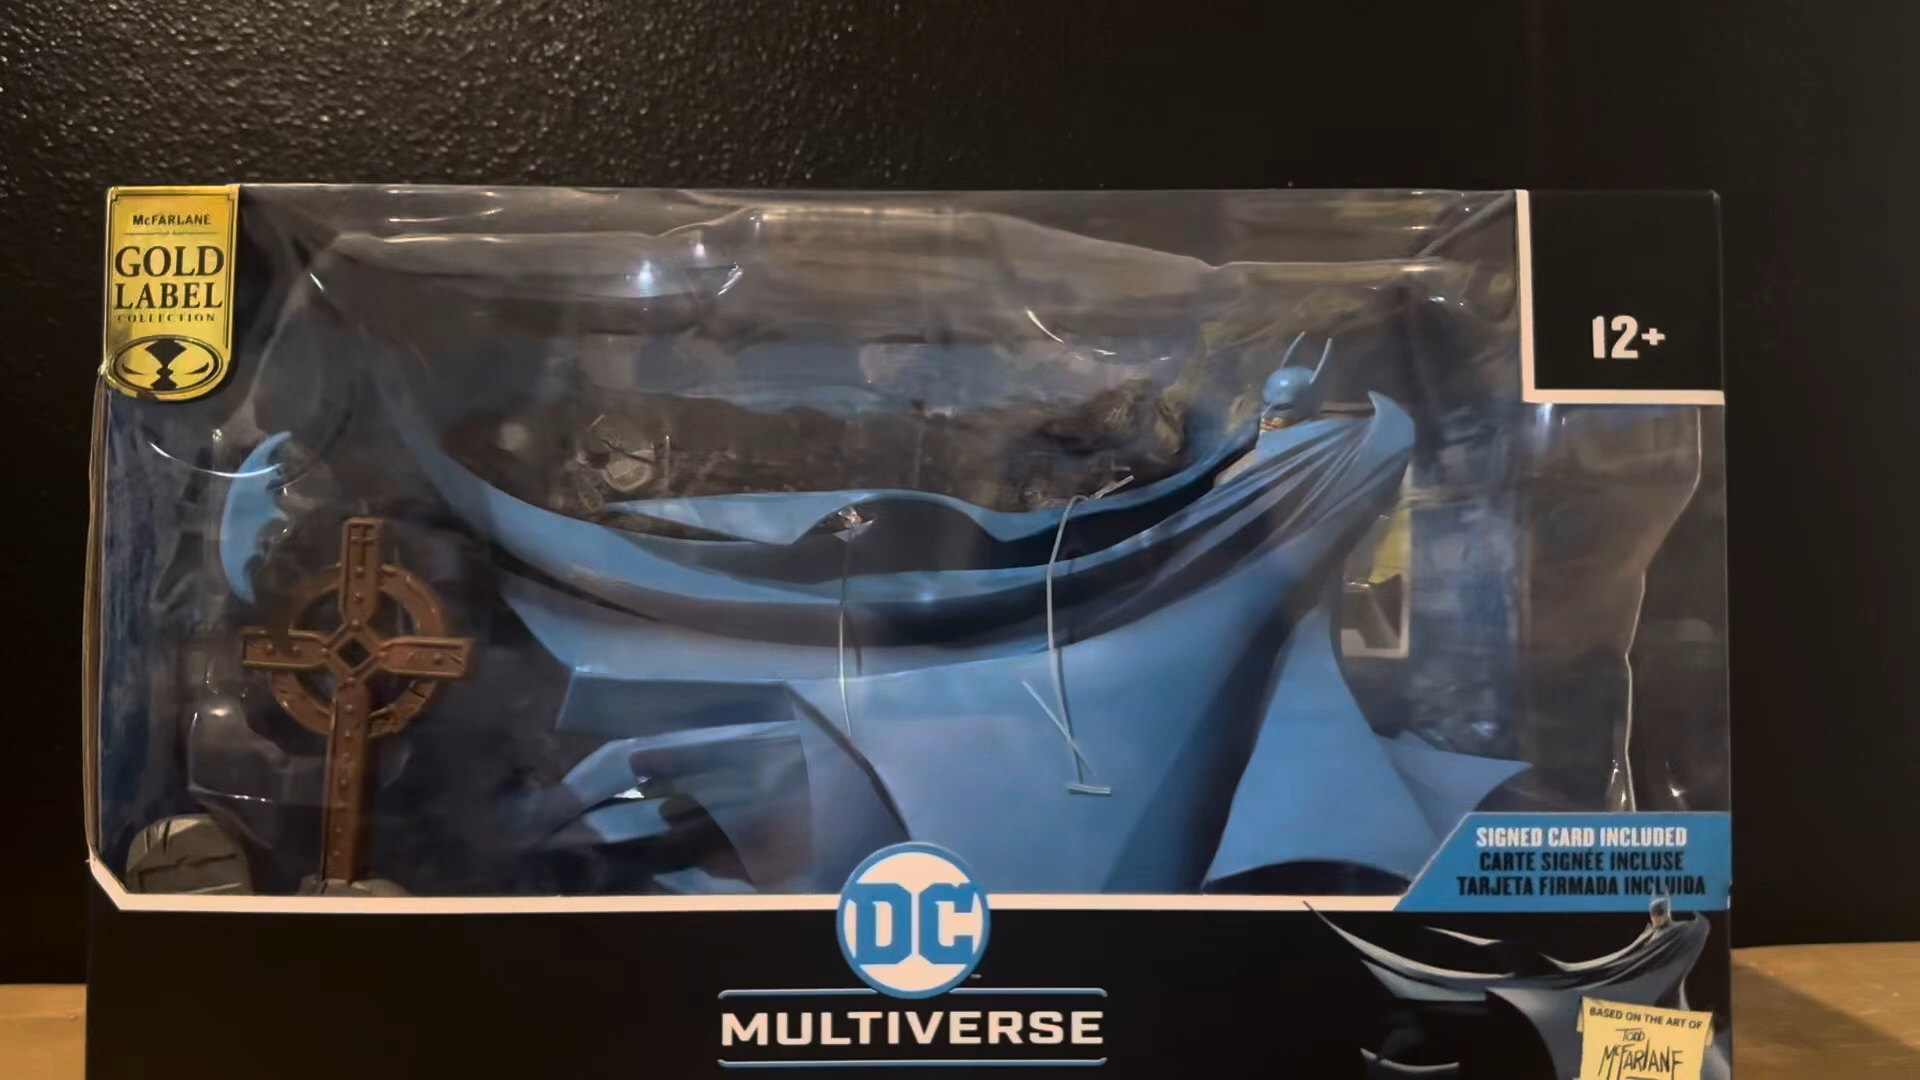 McFARLANE
GOLD
LABEL
COLLECTION
12+
SIGNED CARD INCLUDED
CARTE SIGNÉE INCLUSE
TARJETA FIRMADA INCLUIDA
DC
MULTIVERSE
BASED ON THE ART OF
TODD
McFARLANE